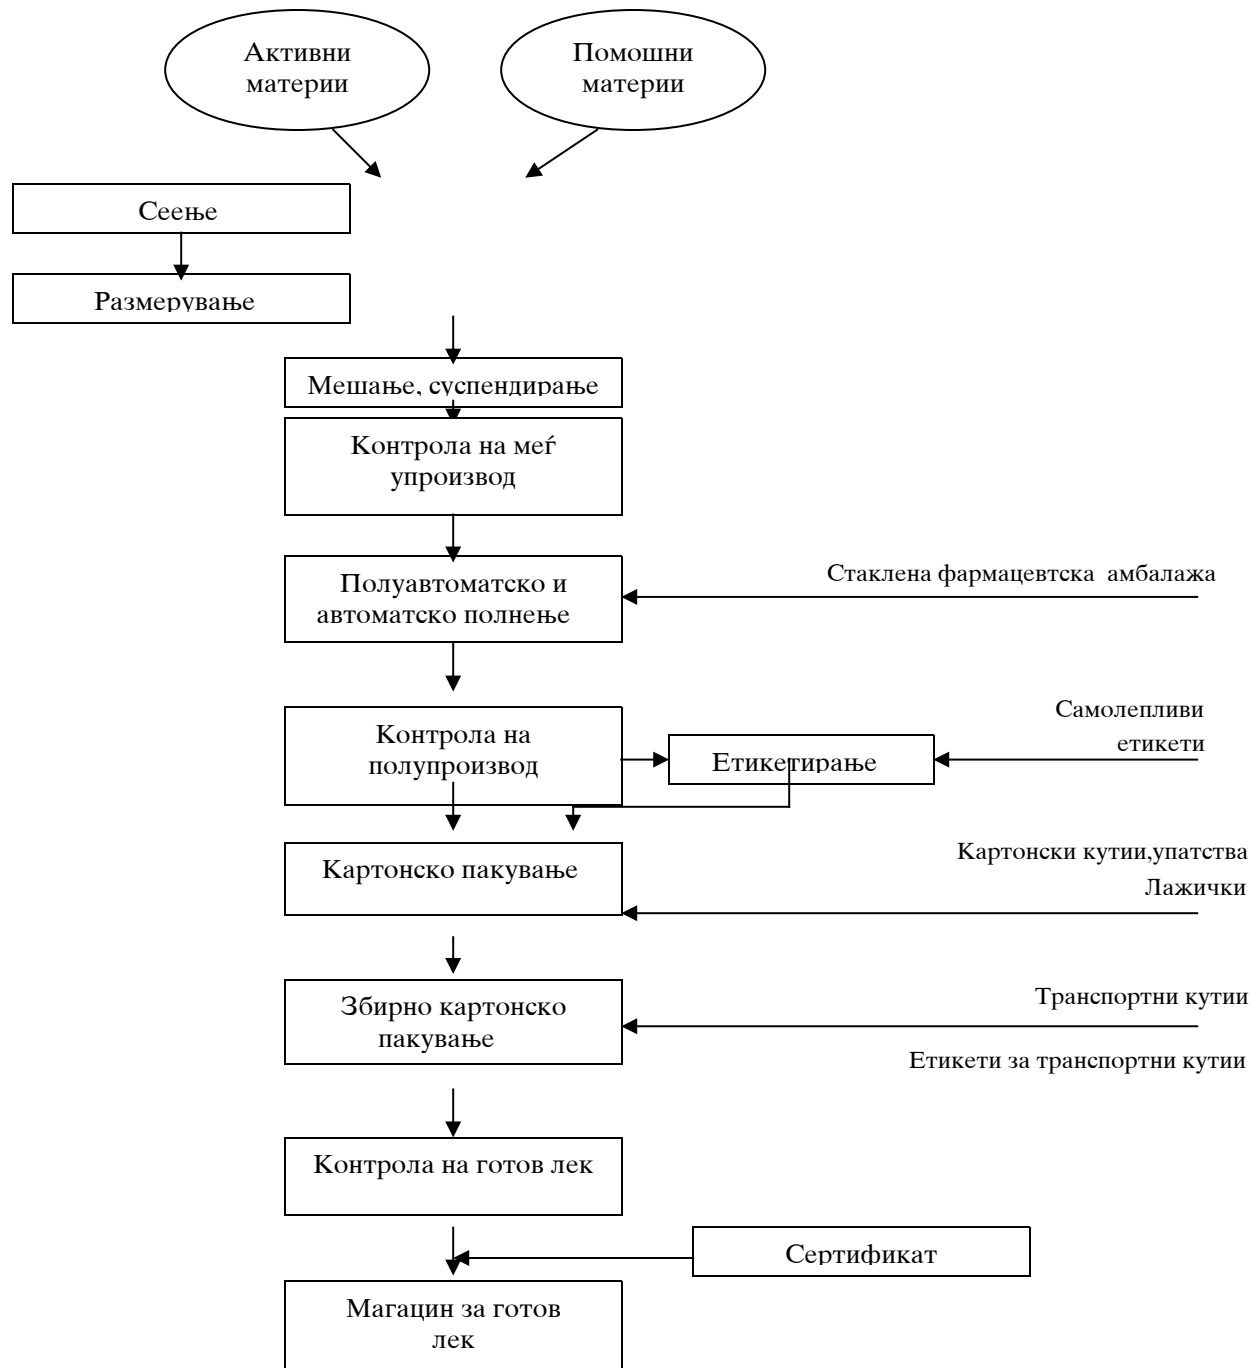 Активни
материи
Помошни
материи
Сеење
Размерување
Мешање, суспендирање
Контрола на меѓ
упроизвод
Полуавтоматско и
автоматско полнење
Стаклена фармацевтска амбалажа
Контрола на
полупроизвод
Етикетирање
Самолепливи
етикети
Картонско пакување
Картонски кутии,упатства
Лажички
Збирно картонско
пакување
Транспортни кутии
Етикети за транспортни кутии
Контрола на готов лек
Сертификат
Магацин за готов
лек